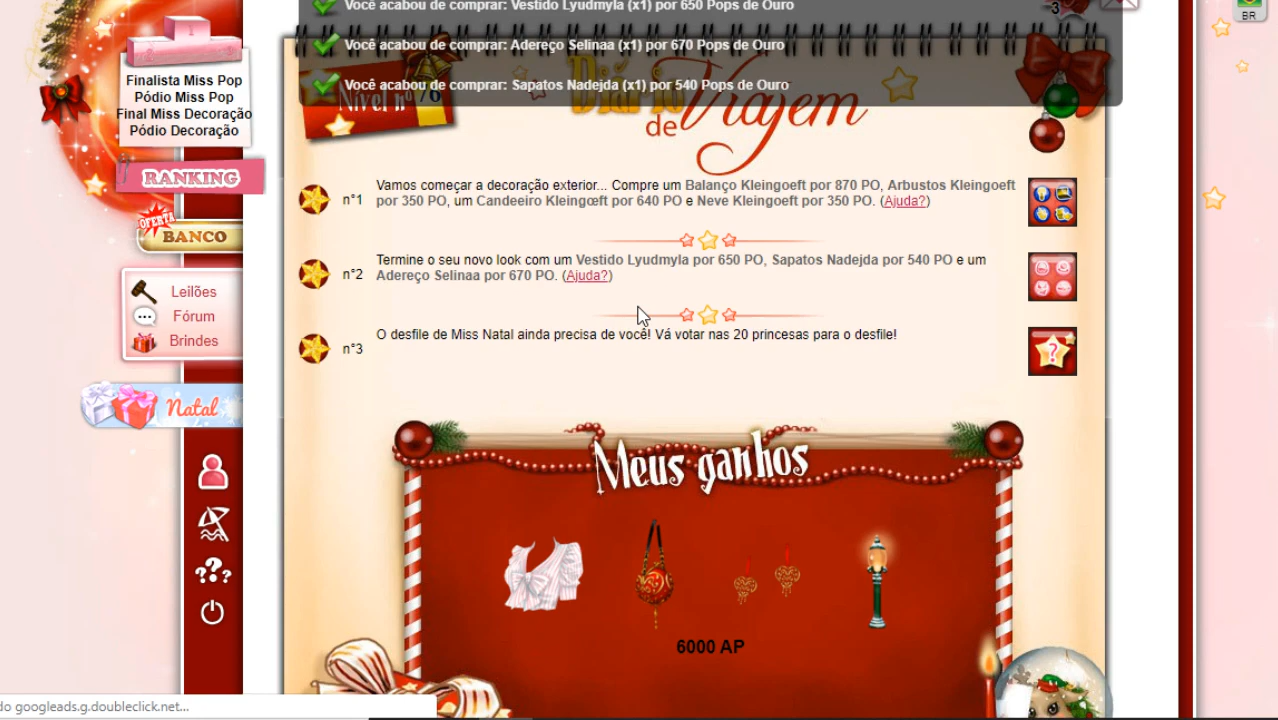 Você acabou de comprar: Vestido Lyudmyla (x1) por 650 Pops de Ouro
Você acabou de comprar: Adereço Selinaa (x1) por 670 Pops de Ouro
Você acabou de comprar: Sapatos Nadejda (x1) por 540 Pops de Ouro
3
BR
Finalista Miss Pop
Pódio Miss Pop
Final Miss Decoração
Pódio Decoração
RANKING
OFERTA
BANCO
Leilões
Fórum
Brindes
Natal
Nível nº 76
Diário
de Viagem
n°1
Vamos começar a decoração exterior... Compre um Balanço Kleingoeft por 870 PO, Arbustos Kleingoeft
por 350 PO, um Candeeiro Kleingœft por 640 PO e Neve Kleingoeft por 350 PO. (Ajuda?)
n°2
Termine o seu novo look com um Vestido Lyudmyla por 650 PO, Sapatos Nadejda por 540 PO e um
Adereço Selinaa por 670 PO. (Ajuda?)
n°3
O desfile de Miss Natal ainda precisa de você! Vá votar nas 20 princesas para o desfile!
Meus ganhos
6000 AP
do googleads.g.doubleclick.net...